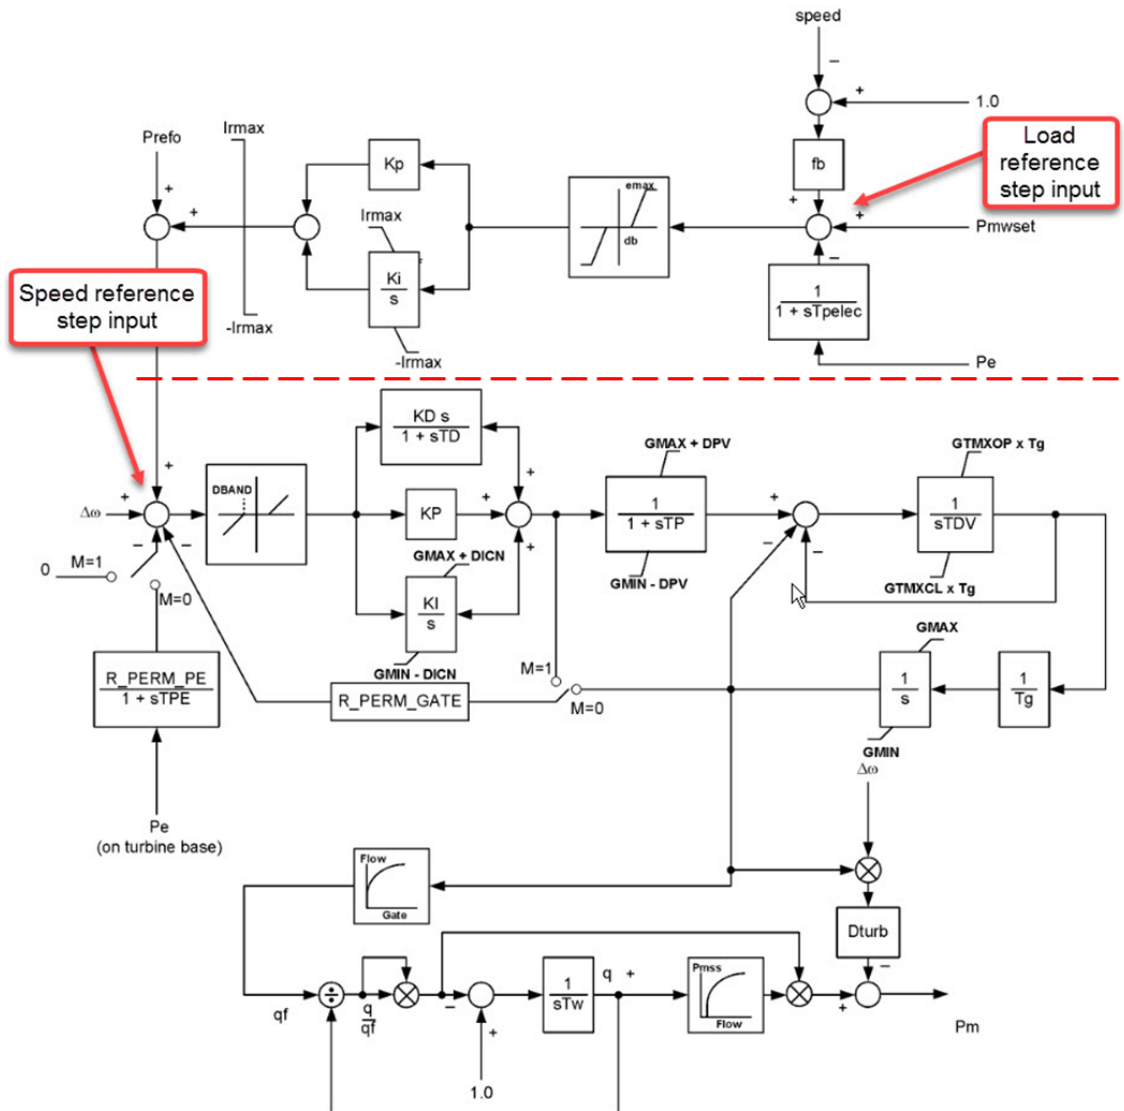 speed
−
+
1.0
Load
reference
step input
fb
+
+
Pmwset
−
1
1 + sTpelec
Pe
emax
db
Kp
Irmax
Ki
s
-Irmax
Irmax
-Irmax
+
Prefo
+
Speed reference
step input
+
+
Δω
−
−
0
M=1
M=0
R_PERM_PE
1 + sTPE
Pe
(on turbine base)
DBAND
KD s
1 + sTD
+
KP
+
+
GMAX + DICN
KI
s
GMIN - DICN
R_PERM_GATE
M=1
M=0
GMAX + DPV
1
1 + sTP
GMIN - DPV
+
−
−
GTMXOP x Tg
1
sTDV
GTMXCL x Tg
GMAX
1
s
GMIN
1
Tg
Δω
Dturb
−
+
Pm
Flow
Gate
qf
÷
q
qf
−
+
1.0
1
sTw
q
+
Pmss
Flow